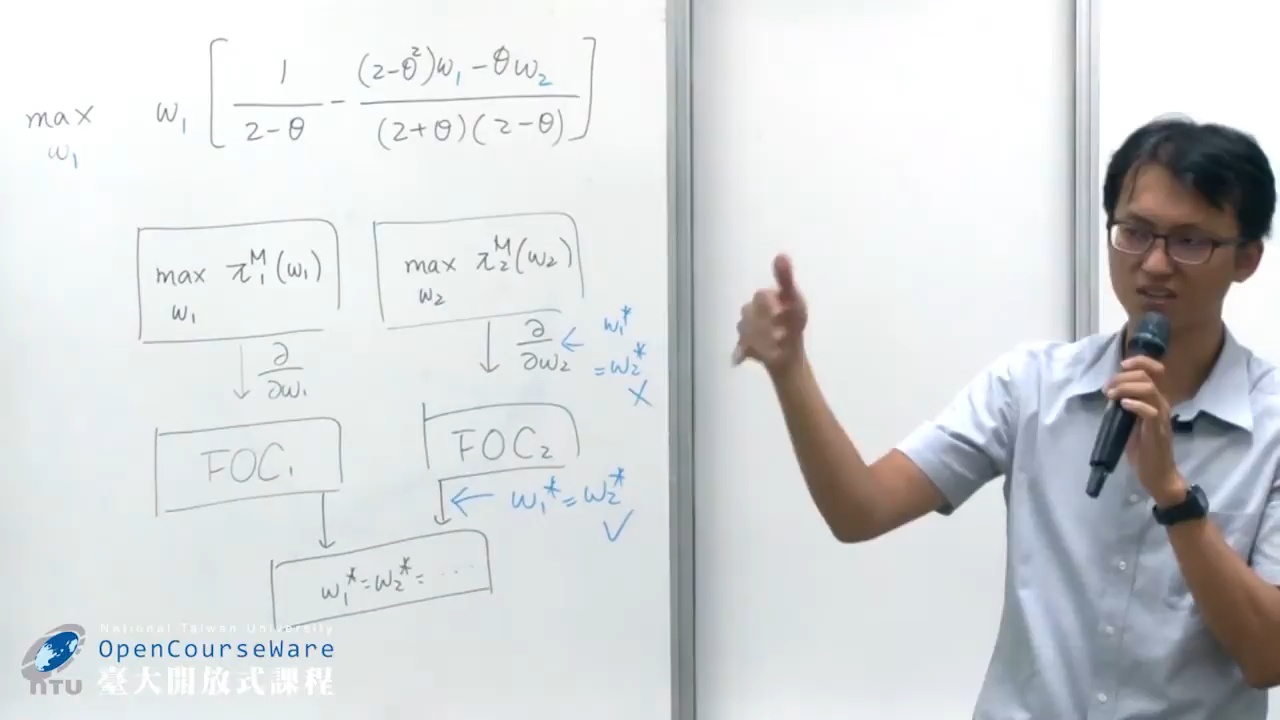 max w₁ w₁ [ 1/(2-θ) - ((2-θ²)w₁-θw₂)/((2+θ)(2-θ)) ]
max w₁ π₁ᴹ(w₁)
max w₂ π₂ᴹ(w₂)
∂/∂w₁
∂/∂w₂ ← w₁* = w₂* ✗
FOC₁
FOC₂
← w₁* = w₂* ✓
w₁* = w₂* = ...
National Taiwan University
OpenCourseWare
NTU 臺大開放式課程